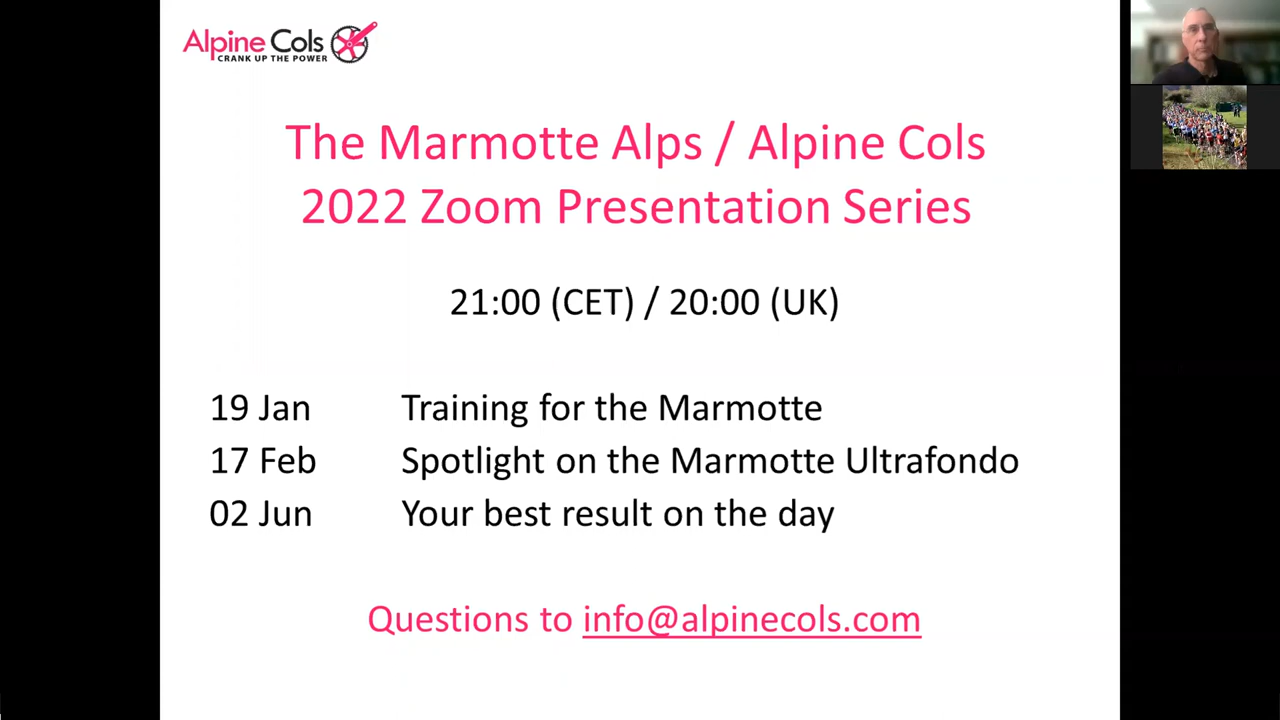 Alpine Cols
CRANK UP THE POWER
The Marmotte Alps / Alpine Cols
2022 Zoom Presentation Series
21:00 (CET) / 20:00 (UK)
19 Jan Training for the Marmotte
17 Feb Spotlight on the Marmotte Ultrafondo
02 Jun Your best result on the day
Questions to info@alpinecols.com